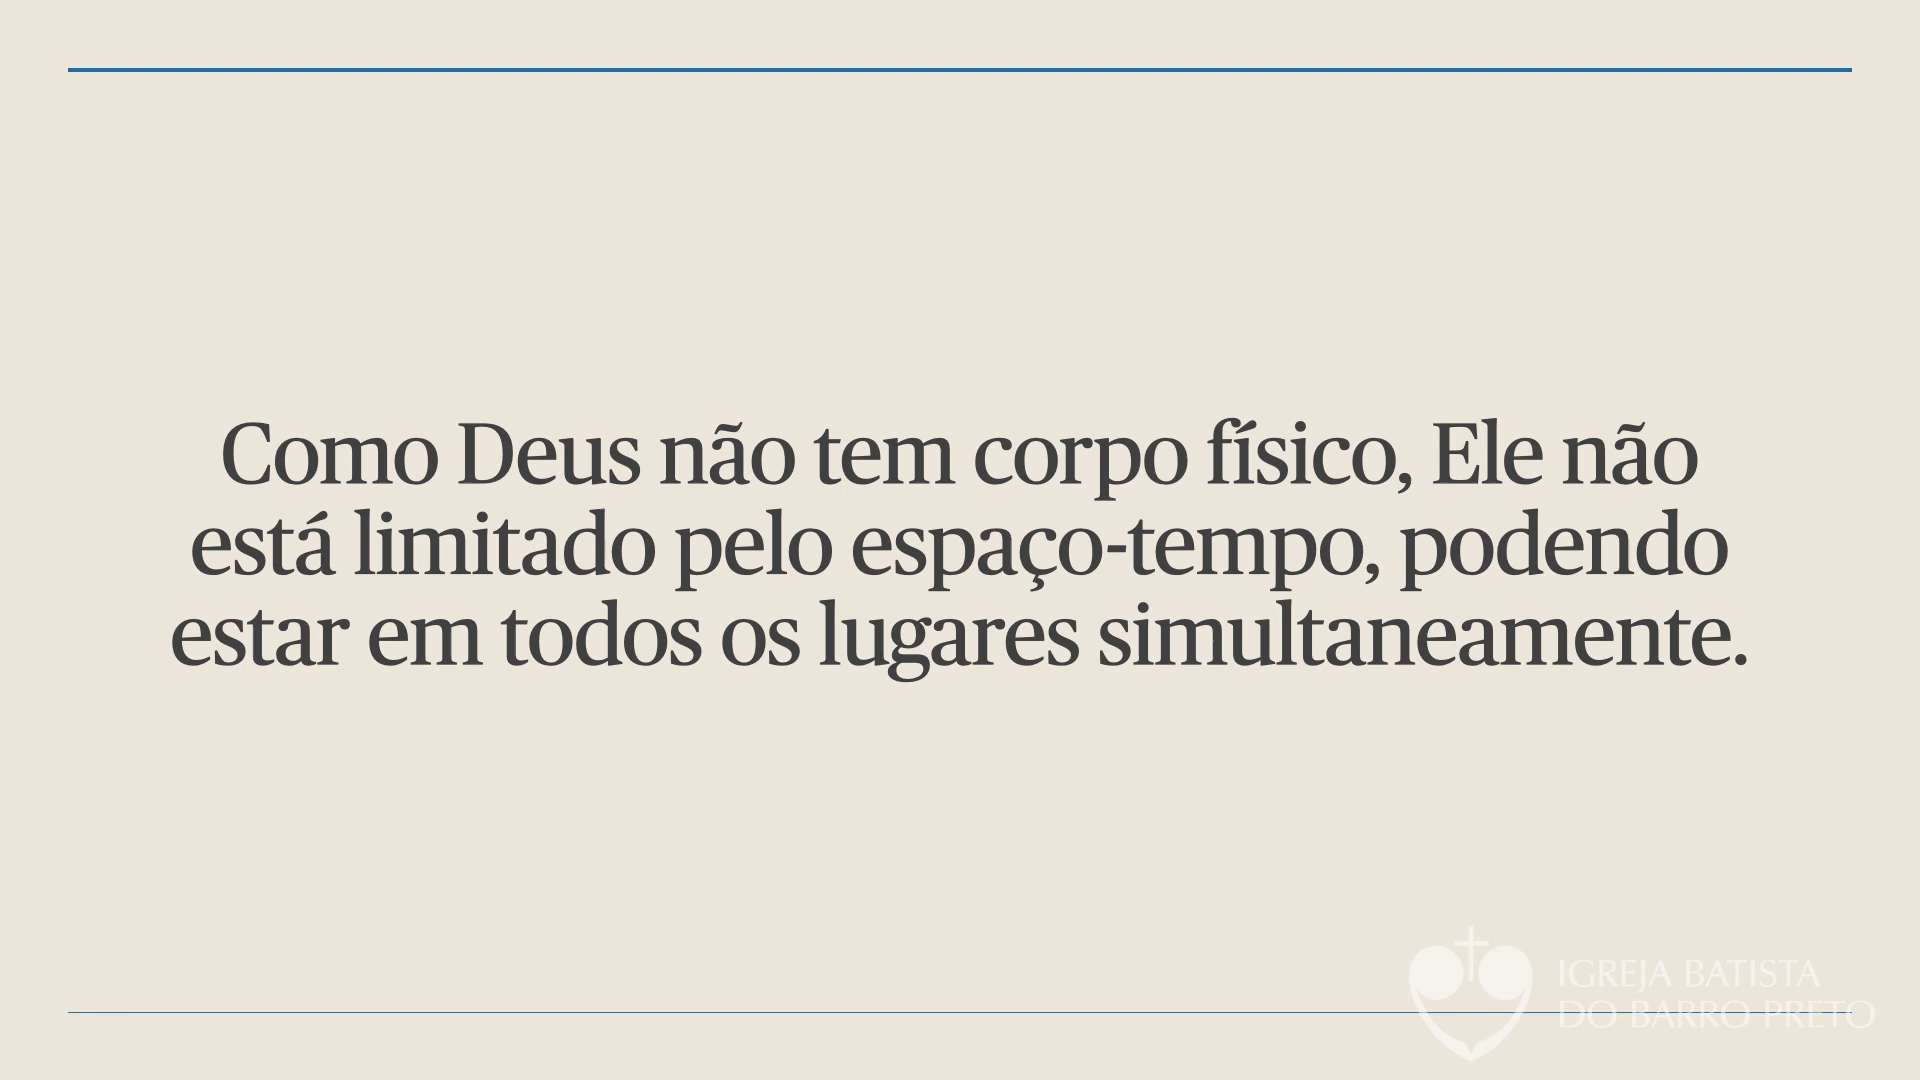 Como Deus não tem corpo físico, Ele não
está limitado pelo espaço-tempo, podendo
estar em todos os lugares simultaneamente.
IGREJA BATISTA
DO BARRO PRETO